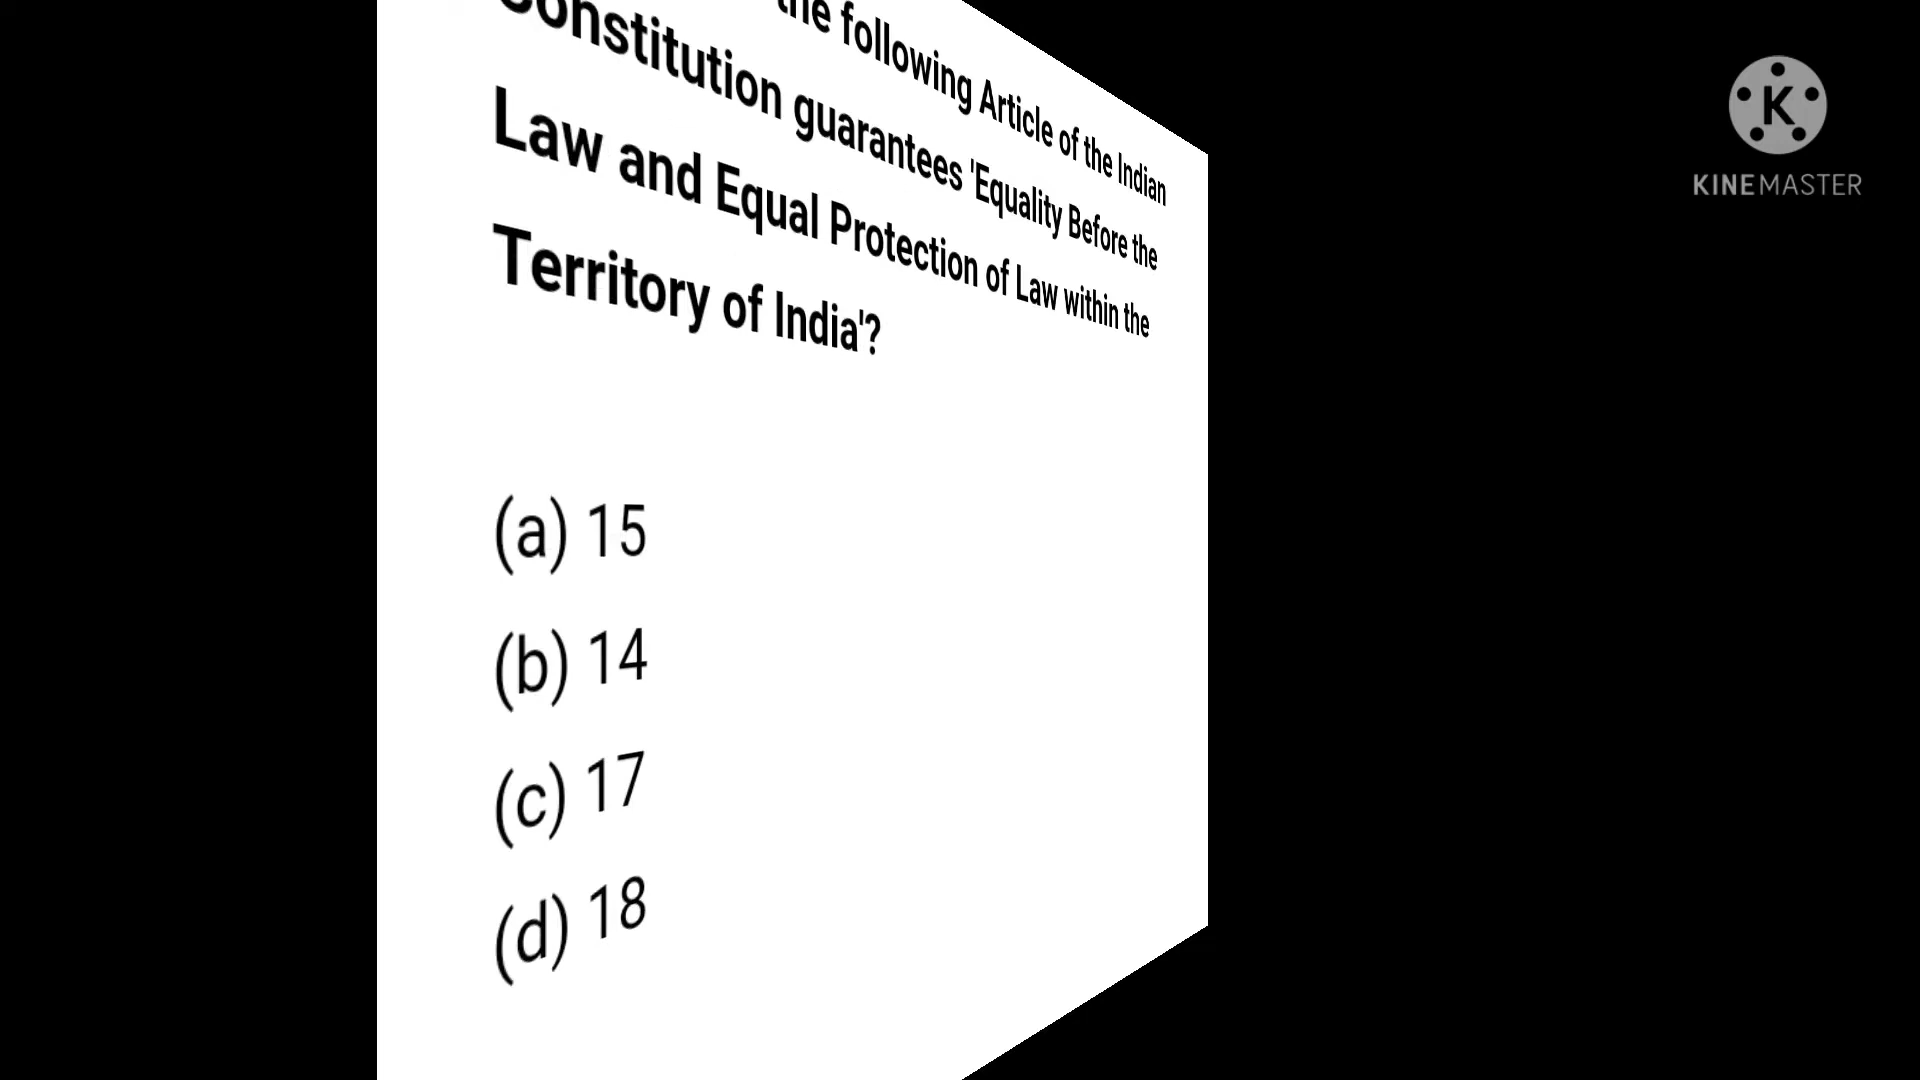 the following Article of the Indian
Constitution guarantees 'Equality Before the
Law and Equal Protection of Law within the
Territory of India'?
(a) 15
(b) 14
(c) 17
(d) 18
K
KINEMASTER